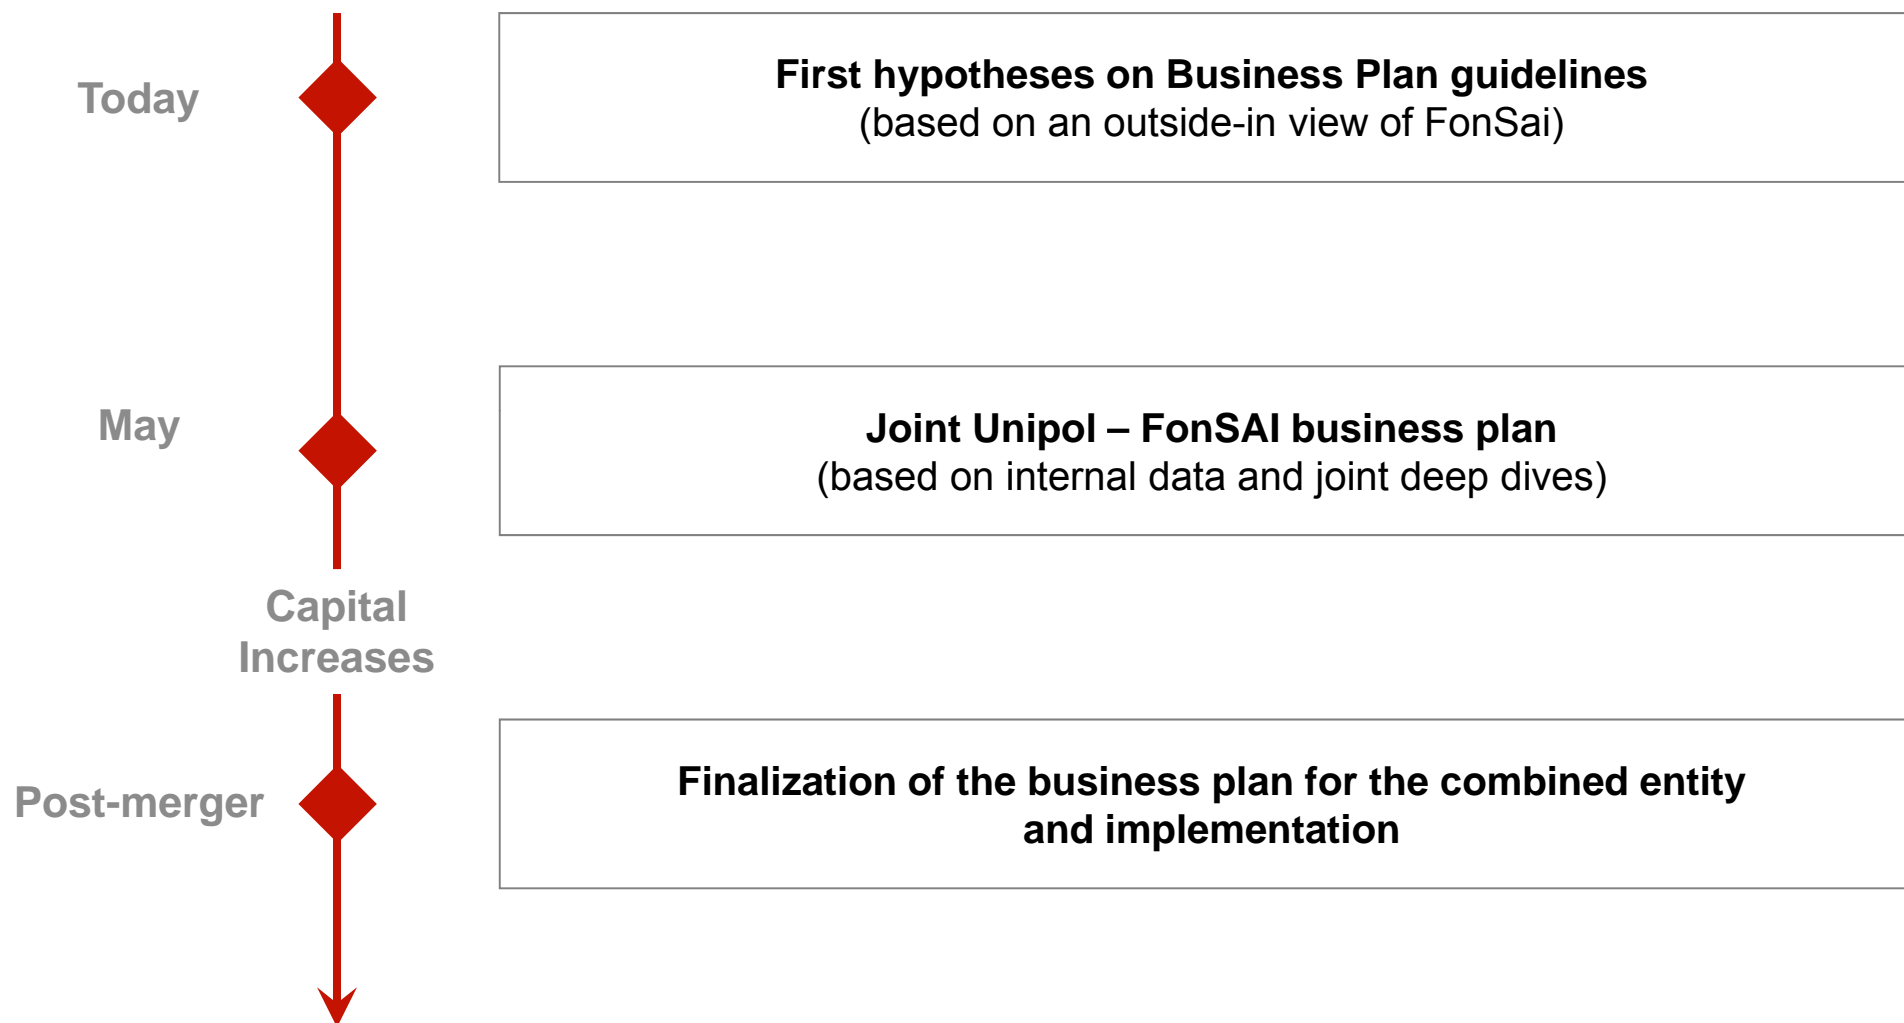 Today
First hypotheses on Business Plan guidelines
(based on an outside-in view of FonSai)
May
Joint Unipol – FonSAI business plan
(based on internal data and joint deep dives)
Capital
Increases
Post-merger
Finalization of the business plan for the combined entity
and implementation